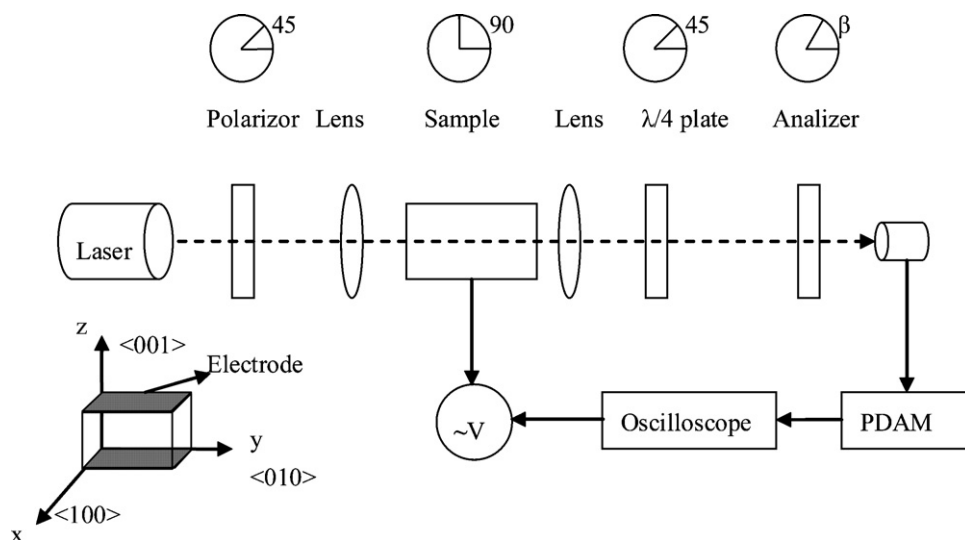 45 90 45 β
Polarizor Lens Sample Lens λ/4 plate Analizer
Laser
z
<001>
Electrode
y
<010>
<100>
x
~V
Oscilloscope
PDAM